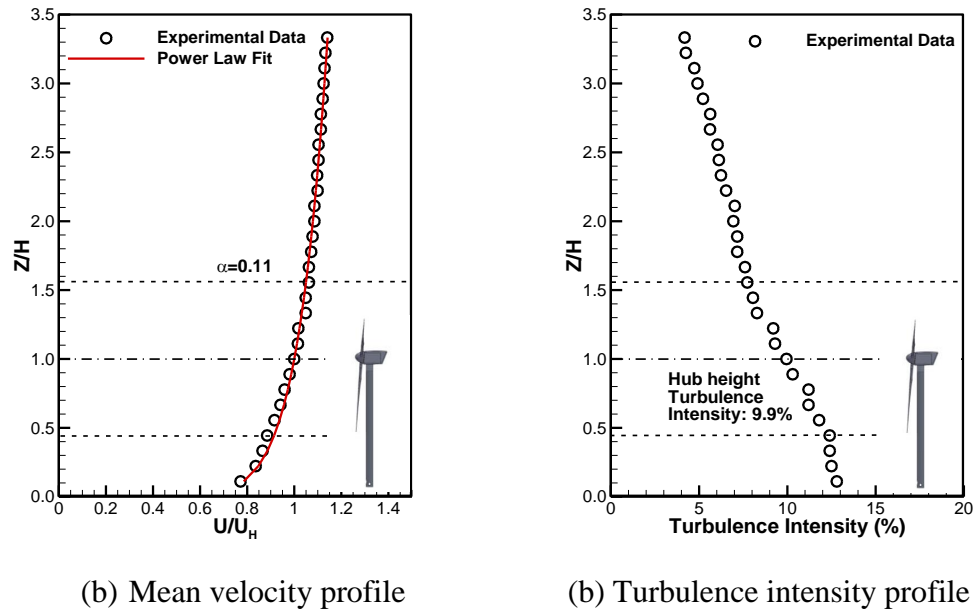 3.5
3.0
2.5
2.0
1.5
1.0
0.5
0.0
Z/H
Experimental Data
Power Law Fit
α=0.11
0 0.2 0.4 0.6 0.8 1 1.2 1.4
U/U_H
(b) Mean velocity profile
3.5
3.0
2.5
2.0
1.5
1.0
0.5
0.0
Z/H
Experimental Data
Hub height
Turbulence
Intensity: 9.9%
0 5 10 15 20
Turbulence Intensity (%)
(b) Turbulence intensity profile